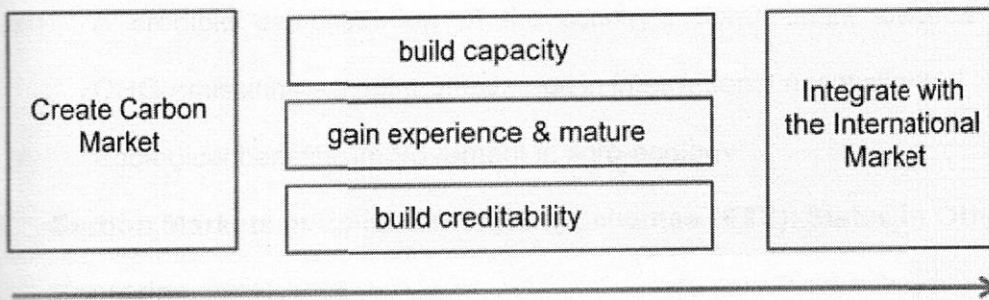 Create Carbon
Market
build capacity
gain experience & mature
build creditability
Integrate with
the International
Market